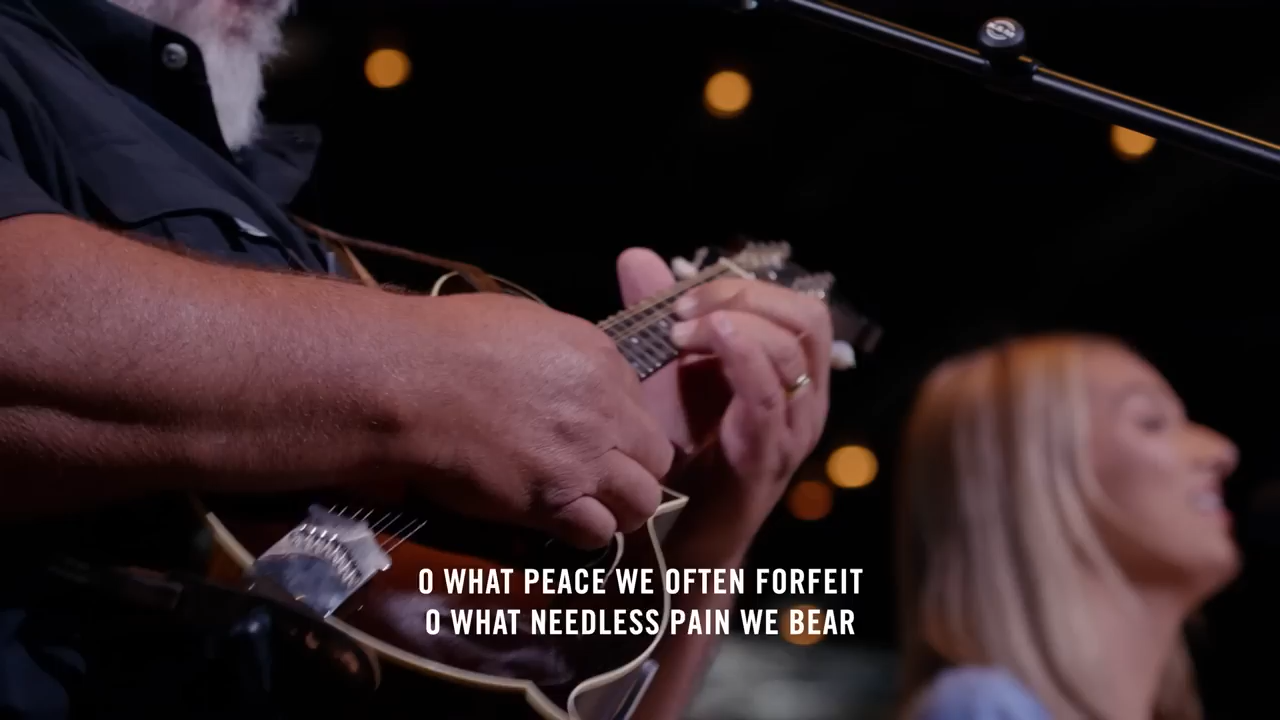 O WHAT PEACE WE OFTEN FORFEIT
O WHAT NEEDLESS PAIN WE BEAR